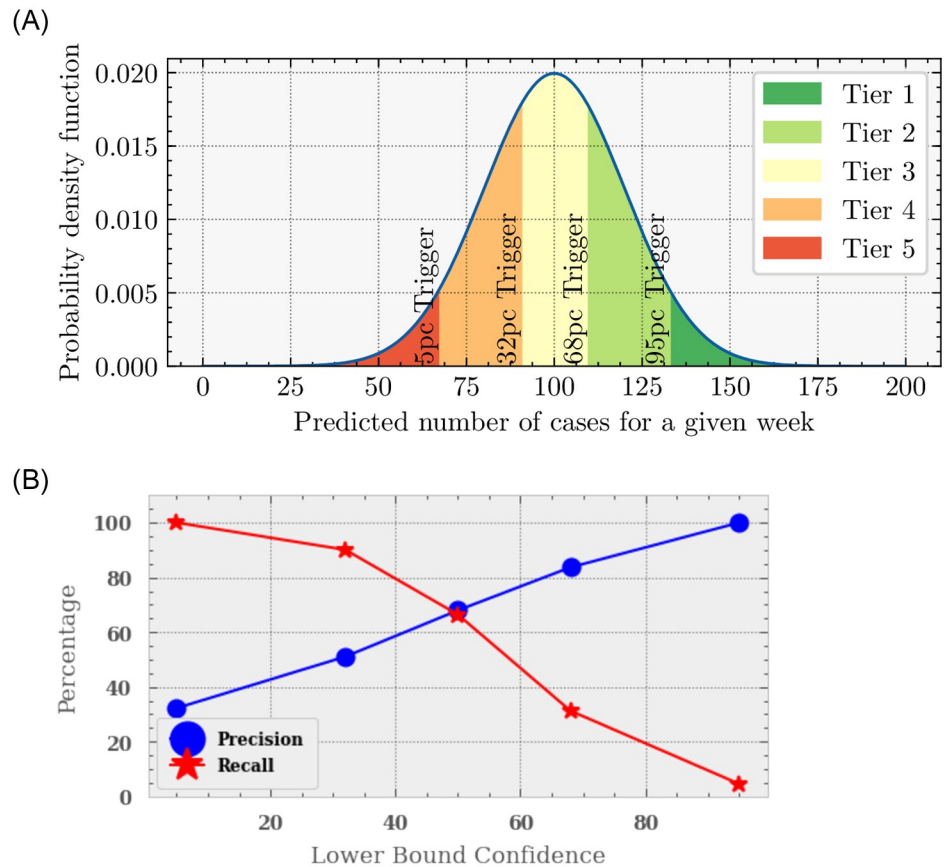 (A)
Probability density function
0.020
0.015
0.010
0.005
0.000
5pc Trigger
32pc Trigger
68pc Trigger
95pc Trigger
Tier 1
Tier 2
Tier 3
Tier 4
Tier 5
0 25 50 75 100 125 150 175 200
Predicted number of cases for a given week
(B)
Percentage
100
80
60
40
20
0
Precision
Recall
20 40 60 80
Lower Bound Confidence